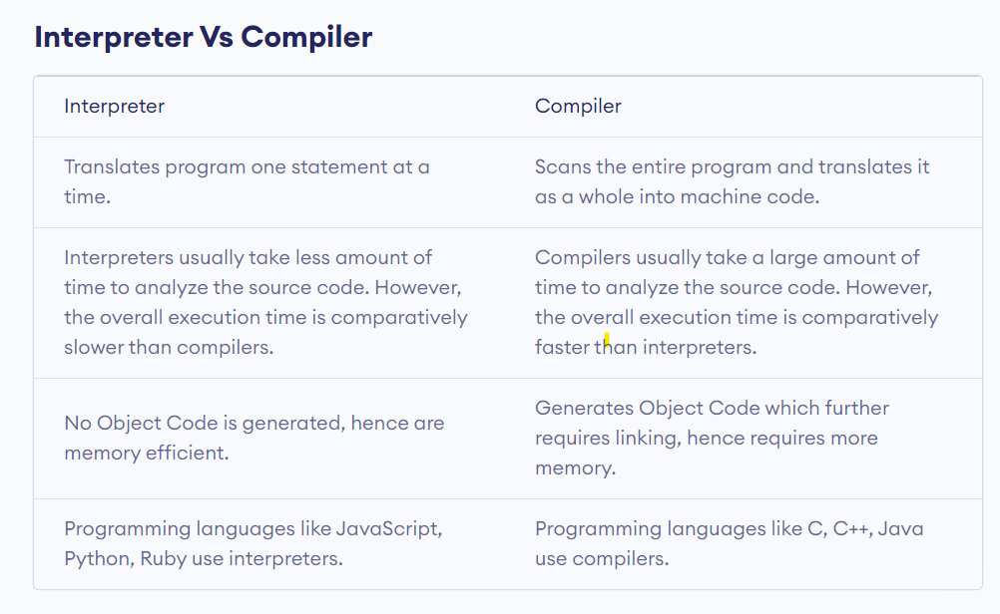 Interpreter Vs Compiler
Interpreter
Compiler
Translates program one statement at a
time.
Scans the entire program and translates it
as a whole into machine code.
Interpreters usually take less amount of
time to analyze the source code. However,
the overall execution time is comparatively
slower than compilers.
Compilers usually take a large amount of
time to analyze the source code. However,
the overall execution time is comparatively
faster than interpreters.
No Object Code is generated, hence are
memory efficient.
Generates Object Code which further
requires linking, hence requires more
memory.
Programming languages like JavaScript,
Python, Ruby use interpreters.
Programming languages like C, C++, Java
use compilers.